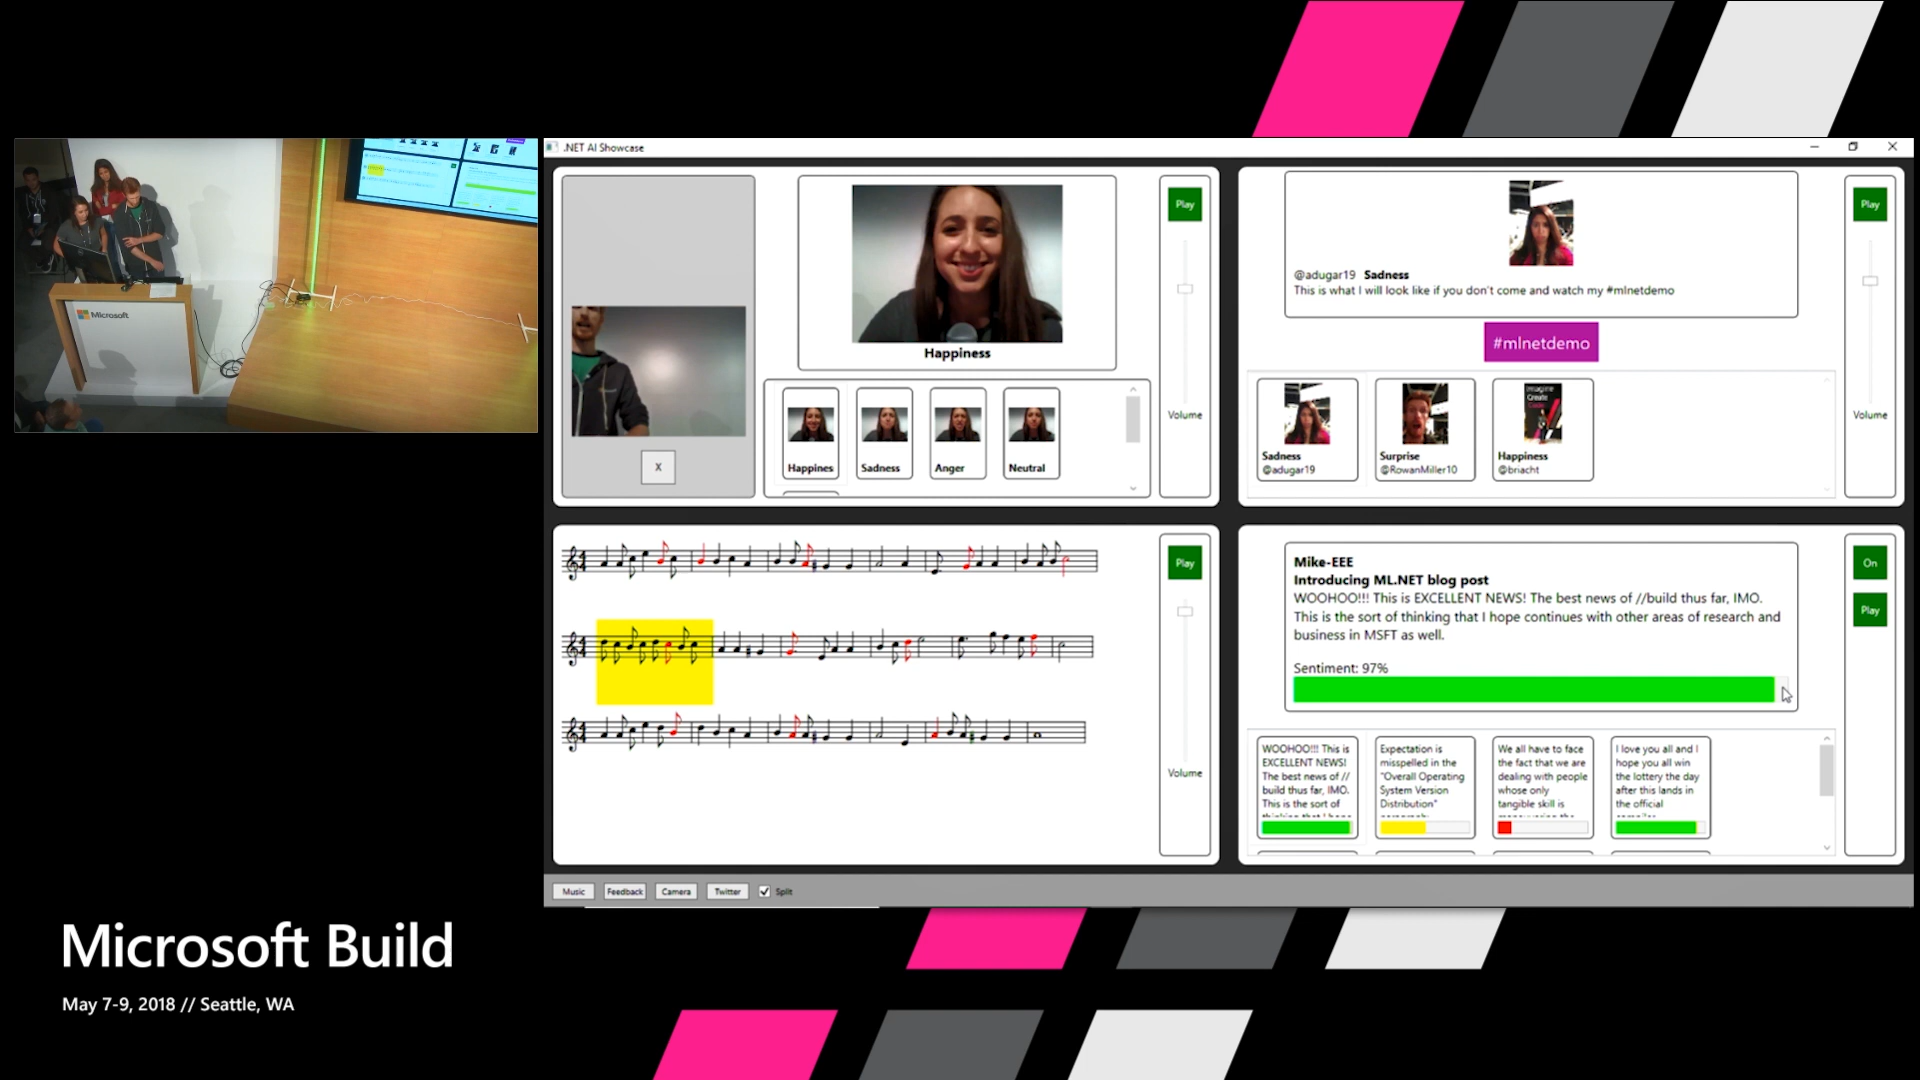 .NET AI Showcase
Microsoft
X
Happiness
Happines
Sadness
Anger
Neutral
Play
Volume
@adugar19 Sadness
This is what I will look like if you don't come and watch my #mlnetdemo
#mlnetdemo
Sadness
@adugar19
Surprise
@RowanMiller10
Imagine
Create
Code
Happiness
@briacht
Play
Volume
Play
Volume
Mike-EEE
Introducing ML.NET blog post
WOOHOO!!! This is EXCELLENT NEWS! The best news of //build thus far, IMO.
This is the sort of thinking that I hope continues with other areas of research and
business in MSFT as well.
Sentiment: 97%
On
Play
WOOHOO!!! This is
EXCELLENT NEWS!
The best news of //
build thus far, IMO.
This is the sort of
thinking that I hope
Expectation is
misspelled in the
"Overall Operating
System Version
Distribution"
paragraph
We all have to face
the fact that we are
dealing with people
whose only
tangible skill is
I love you all and I
hope you all win
the lottery the day
after this lands in
the official
Music
Feedback
Camera
Twitter
Split
Microsoft Build
May 7-9, 2018 // Seattle, WA